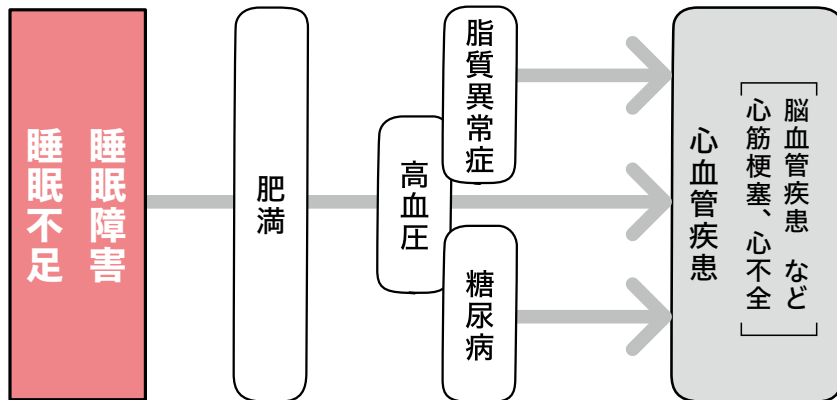 睡眠障害
睡眠不足
肥満
高血圧
脂質異常症
糖尿病
心血管疾患
脳血管疾患 など
心筋梗塞、心不全